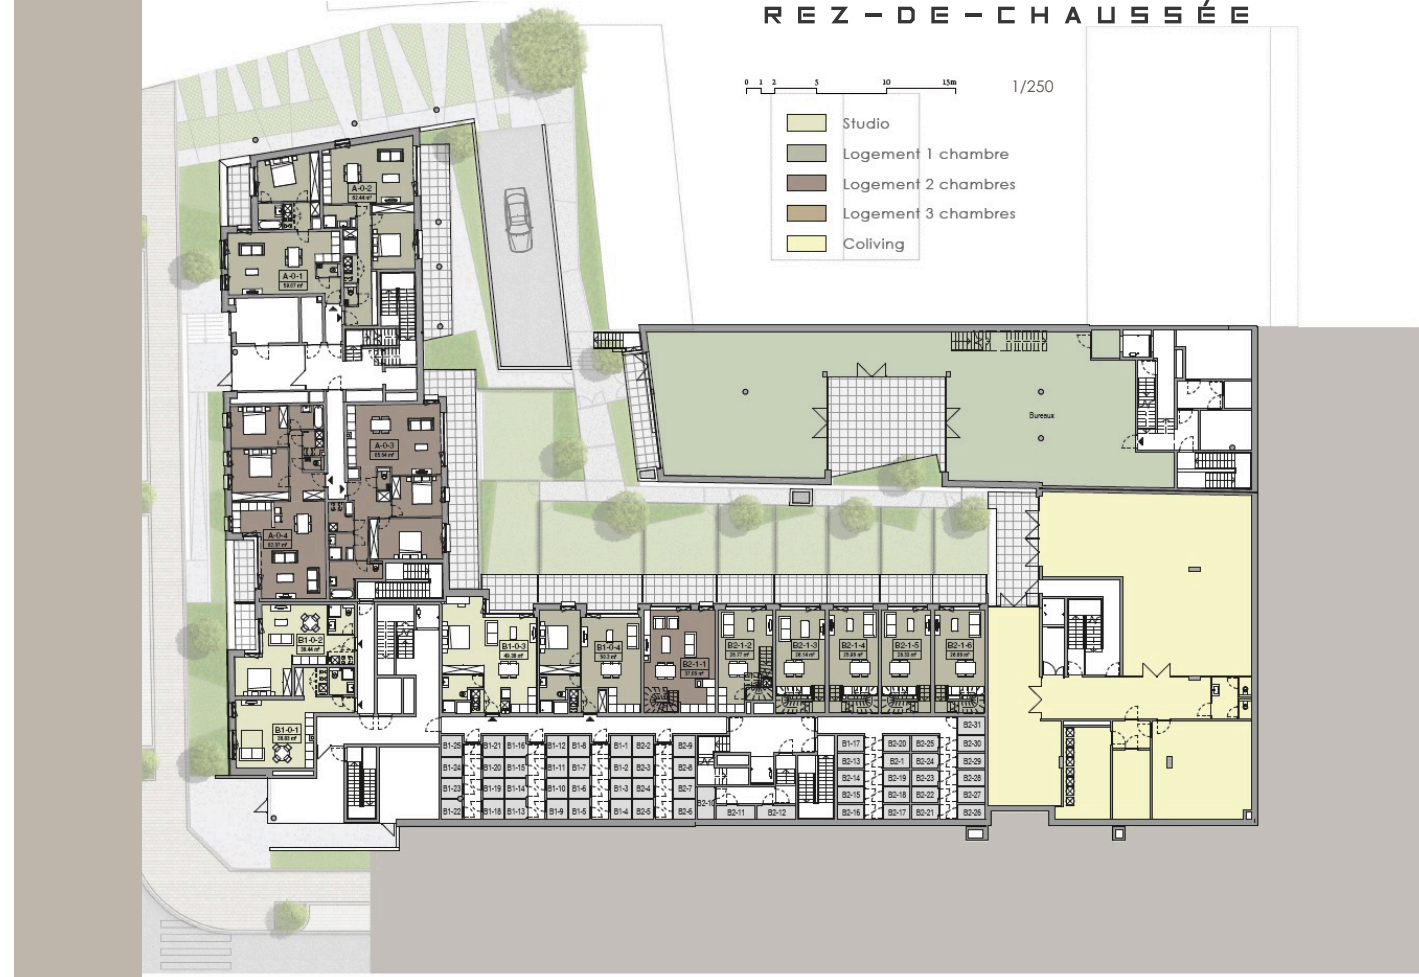 REZ-DE-CHAUSSÉE
0 1 2 5 10 15m
1/250
Studio
Logement 1 chambre
Logement 2 chambres
Logement 3 chambres
Coliving
A-0-2
A-0-1
A-0-3
A-0-4
Bureaux
B1-0-2
B1-0-3
B1-0-4
B2-1-1
B2-1-2
B2-1-3
B2-1-4
B2-1-5
B2-1-6
B1-0-1
B2-31
B1-25 B1-21 B1-16 B1-12 B1-8 B1-1 B2-2 B2-9 B1-17 B2-20 B2-25 B2-30
B1-24 B1-20 B1-15 B1-11 B1-7 B1-2 B2-3 B2-8 B2-13 B2-1 B2-24 B2-29
B1-23 B1-19 B1-14 B1-10 B1-6 B1-3 B2-4 B2-7 B2-14 B2-19 B2-23 B2-28
B2-15 B2-18 B2-22 B2-27
B1-22 B1-18 B1-13 B1-9 B1-5 B1-4 B2-5 B2-6 B2-10 B2-11 B2-12 B2-16 B2-17 B2-21 B2-26